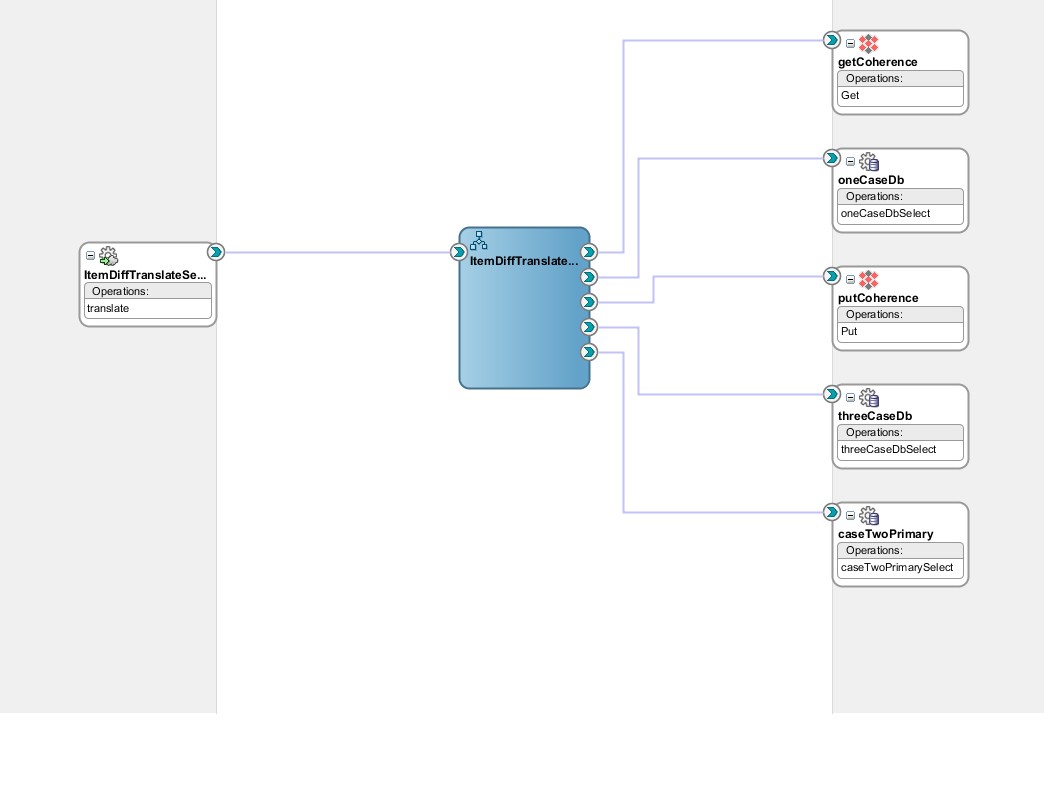 ItemDiffTranslateSe...
Operations:
translate
ItemDiffTranslate...
getCoherence
Operations:
Get
oneCaseDb
Operations:
oneCaseDbSelect
putCoherence
Operations:
Put
threeCaseDb
Operations:
threeCaseDbSelect
caseTwoPrimary
Operations:
caseTwoPrimarySelect